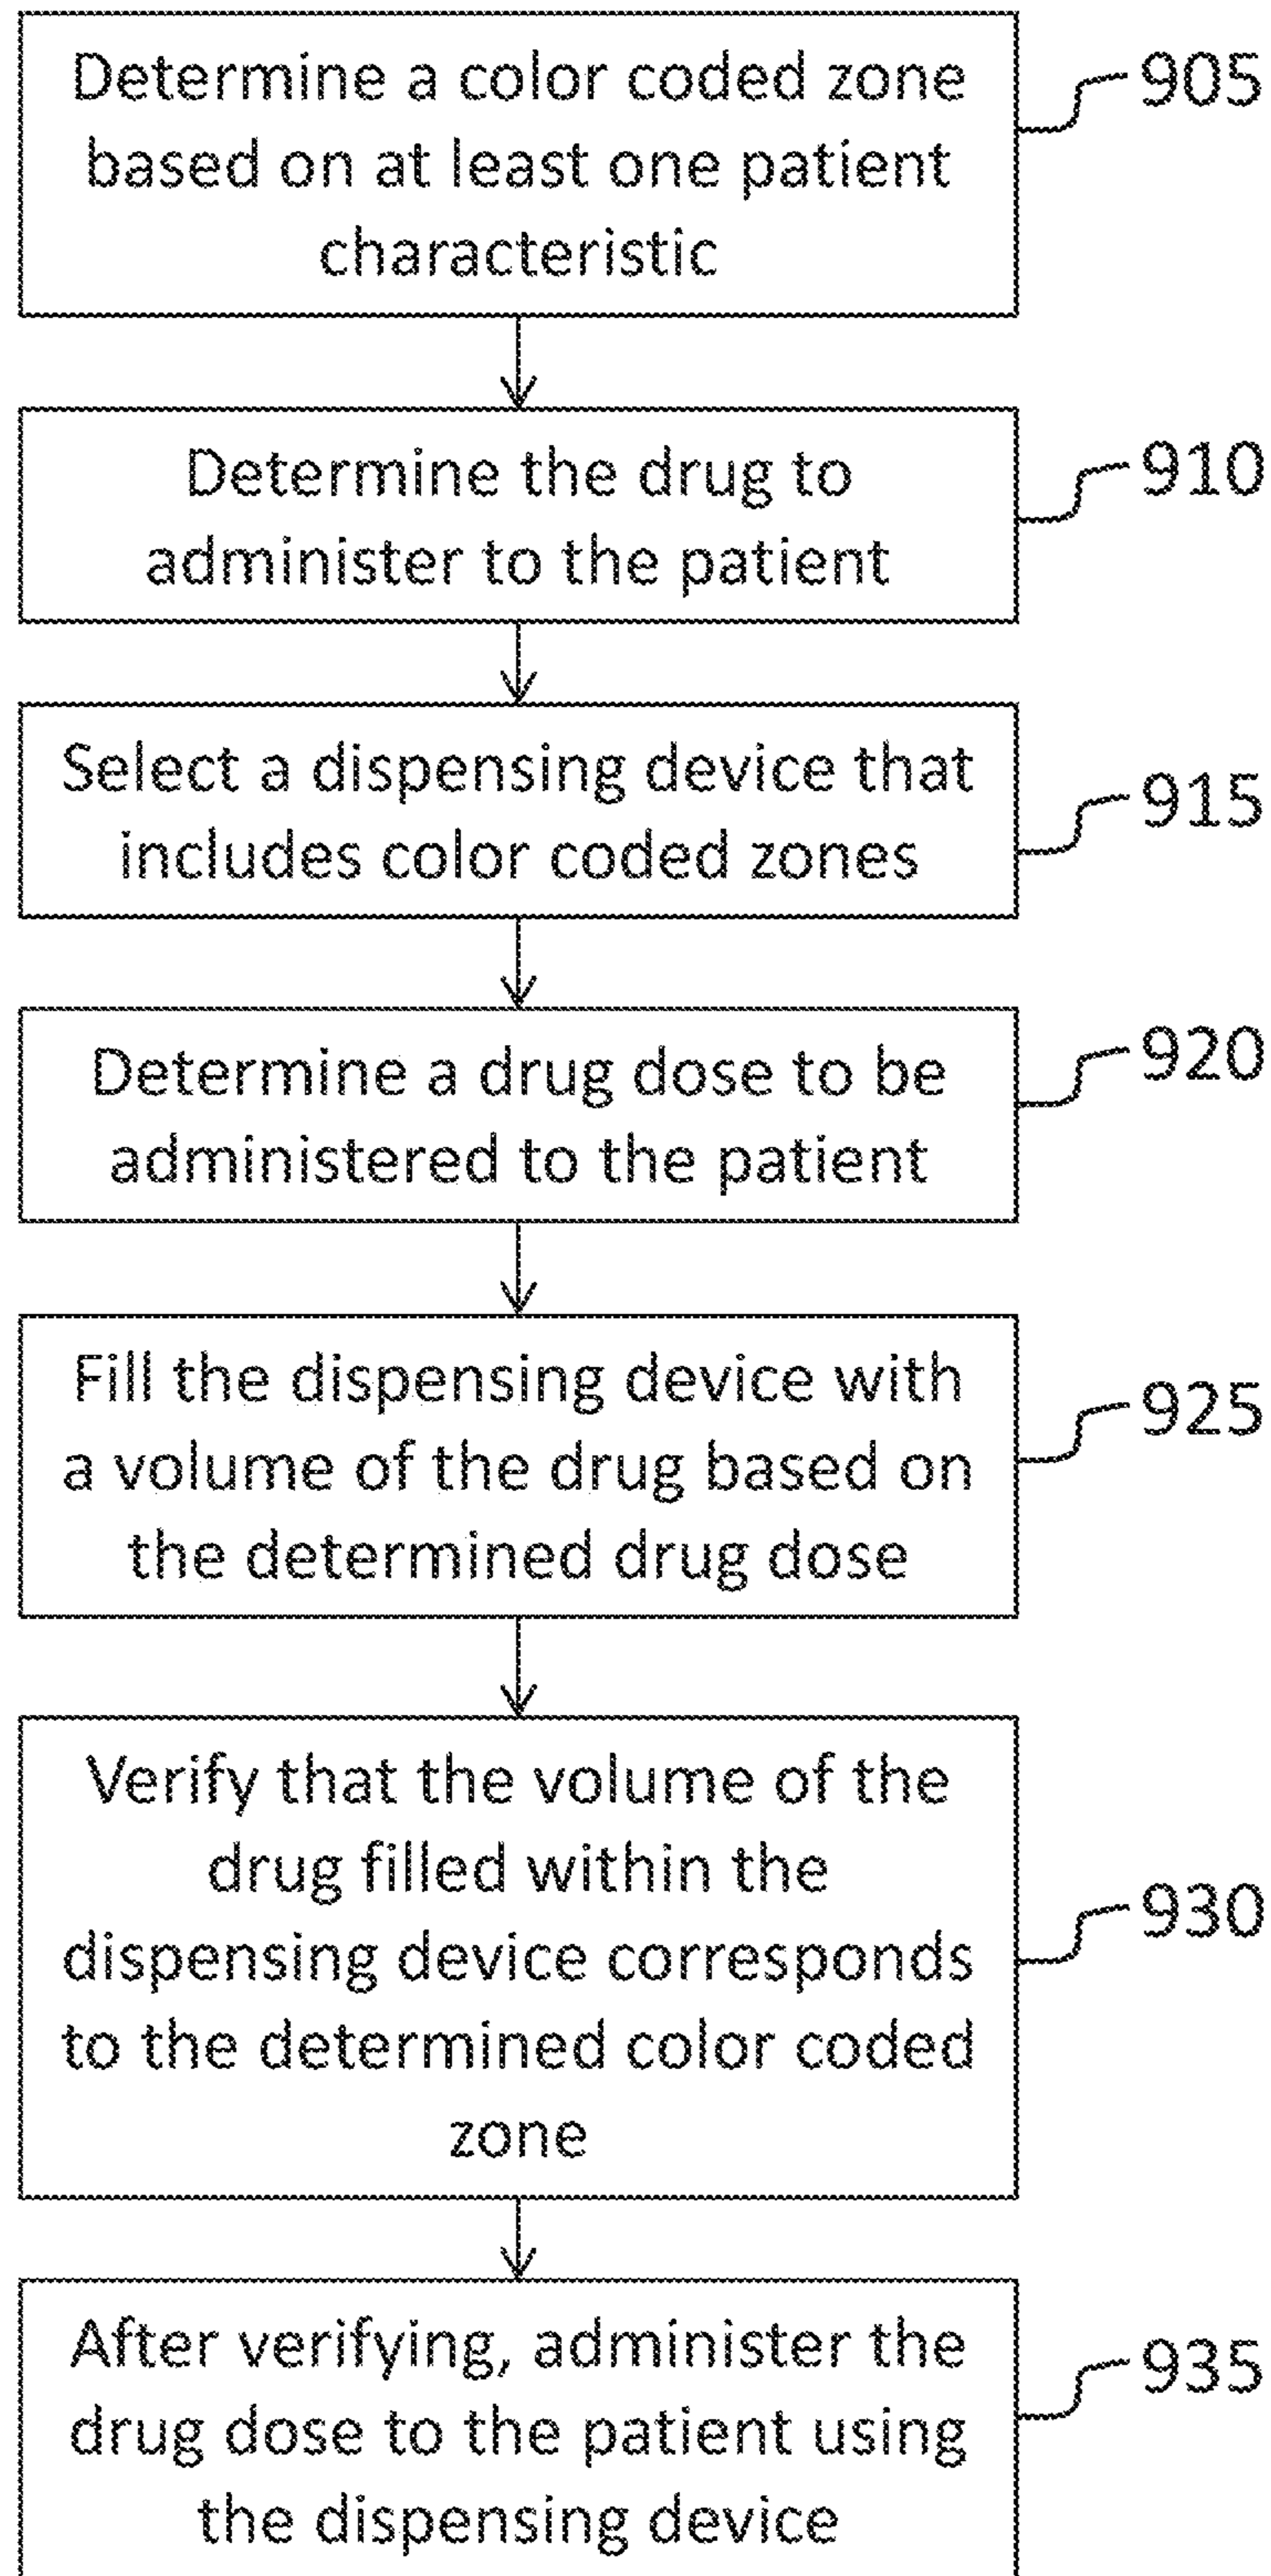 Determine a color coded zone
based on at least one patient
characteristic
905
Determine the drug to
administer to the patient
910
Select a dispensing device that
includes color coded zones
915
Determine a drug dose to be
administered to the patient
920
Fill the dispensing device with
a volume of the drug based on
the determined drug dose
925
Verify that the volume of the
drug filled within the
dispensing device corresponds
to the determined color coded
zone
930
After verifying, administer the
drug dose to the patient using
the dispensing device
935